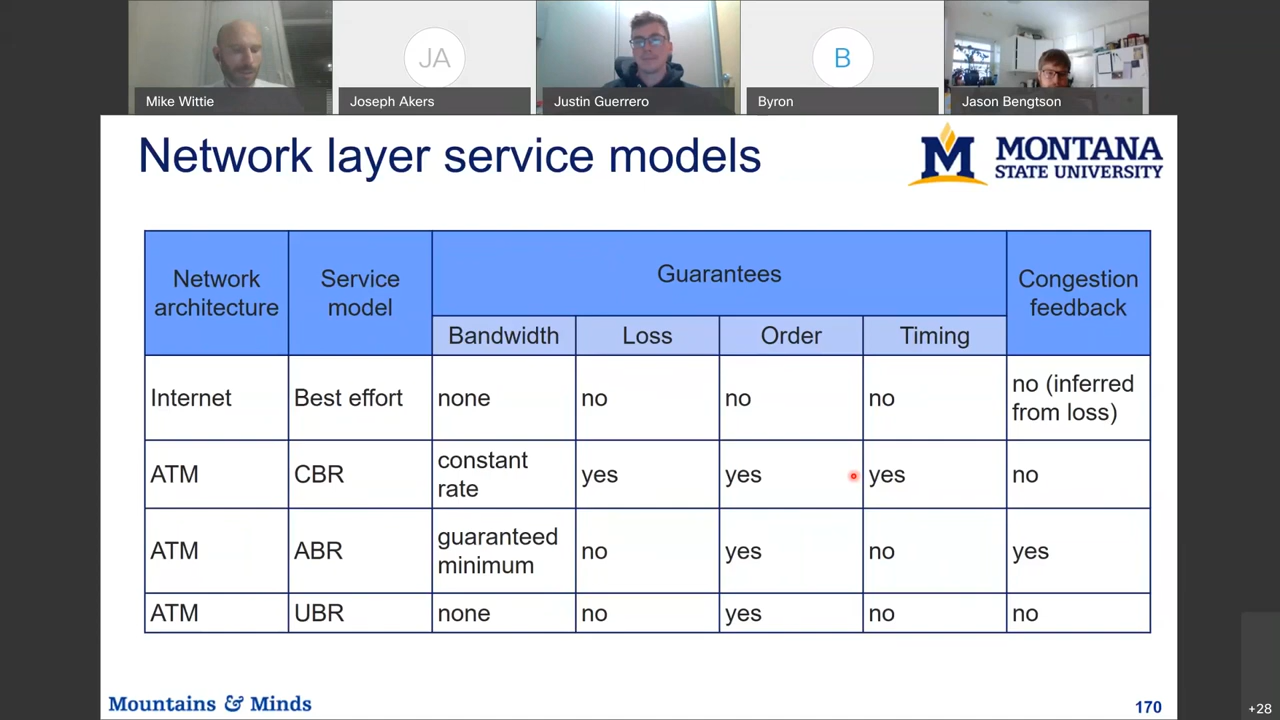 JA
B
Mike Wittie
Joseph Akers
Justin Guerrero
Byron
Jason Bengtson
Network layer service models
M MONTANA
STATE UNIVERSITY
Network
architecture
Service
model
Guarantees
Congestion
feedback
Bandwidth
Loss
Order
Timing
Internet
Best effort
none
no
no
no
no (inferred
from loss)
ATM
CBR
constant
rate
yes
yes
yes
no
ATM
ABR
guaranteed
minimum
no
yes
no
yes
ATM
UBR
none
no
yes
no
no
Mountains & Minds
170
+28